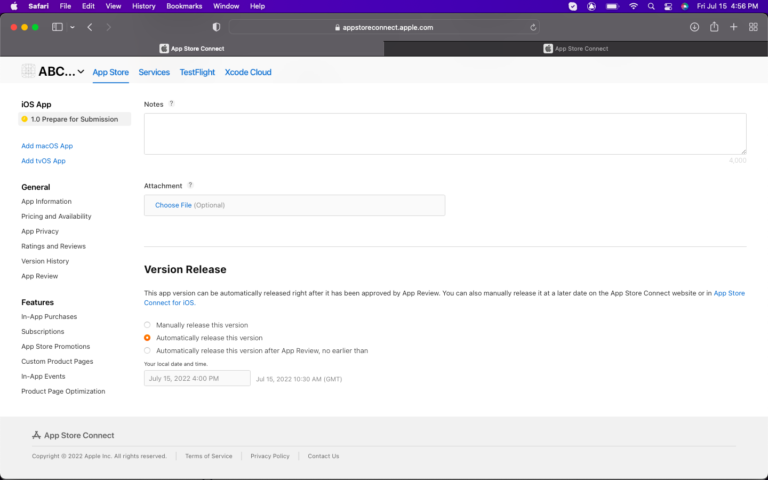 Safari File Edit View History Bookmarks Window Help
Fri Jul 15 4:56 PM
appstoreconnect.apple.com
App Store Connect
App Store Connect
ABC... App Store Services TestFlight Xcode Cloud
iOS App
1.0 Prepare for Submission
Add macOS App
Add tvOS App
General
App Information
Pricing and Availability
App Privacy
Ratings and Reviews
Version History
App Review
Features
In-App Purchases
Subscriptions
App Store Promotions
Custom Product Pages
In-App Events
Product Page Optimization
Notes ?
4,000
Attachment ?
Choose File (Optional)
Version Release
This app version can be automatically released right after it has been approved by App Review. You can also manually release it at a later date on the App Store Connect website or in App Store
Connect for iOS.
Manually release this version
Automatically release this version
Automatically release this version after App Review, no earlier than
Your local date and time.
July 15, 2022 4:00 PM
Jul 15, 2022 10:30 AM (GMT)
App Store Connect
Copyright © 2022 Apple Inc. All rights reserved. Terms of Service Privacy Policy Contact Us